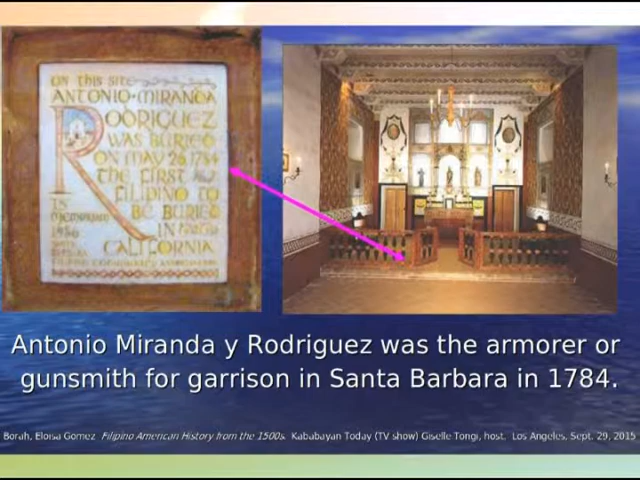 On this site
ANTONIO·MIRANDA
RODRIGUEZ
WAS BURIED
ON MAY 26 1784
THE FIRST
FILIPINO TO
BE BURIED
IN
CALIFORNIA
IN
MEMORIAM
Antonio Miranda y Rodriguez was the armorer or
gunsmith for garrison in Santa Barbara in 1784.
Borah, Eloisa Gomez Filipino American History from the 1500s. Kababayan Today (TV show) Giselle Tongi, host. Los Angeles, Sept. 29, 2015